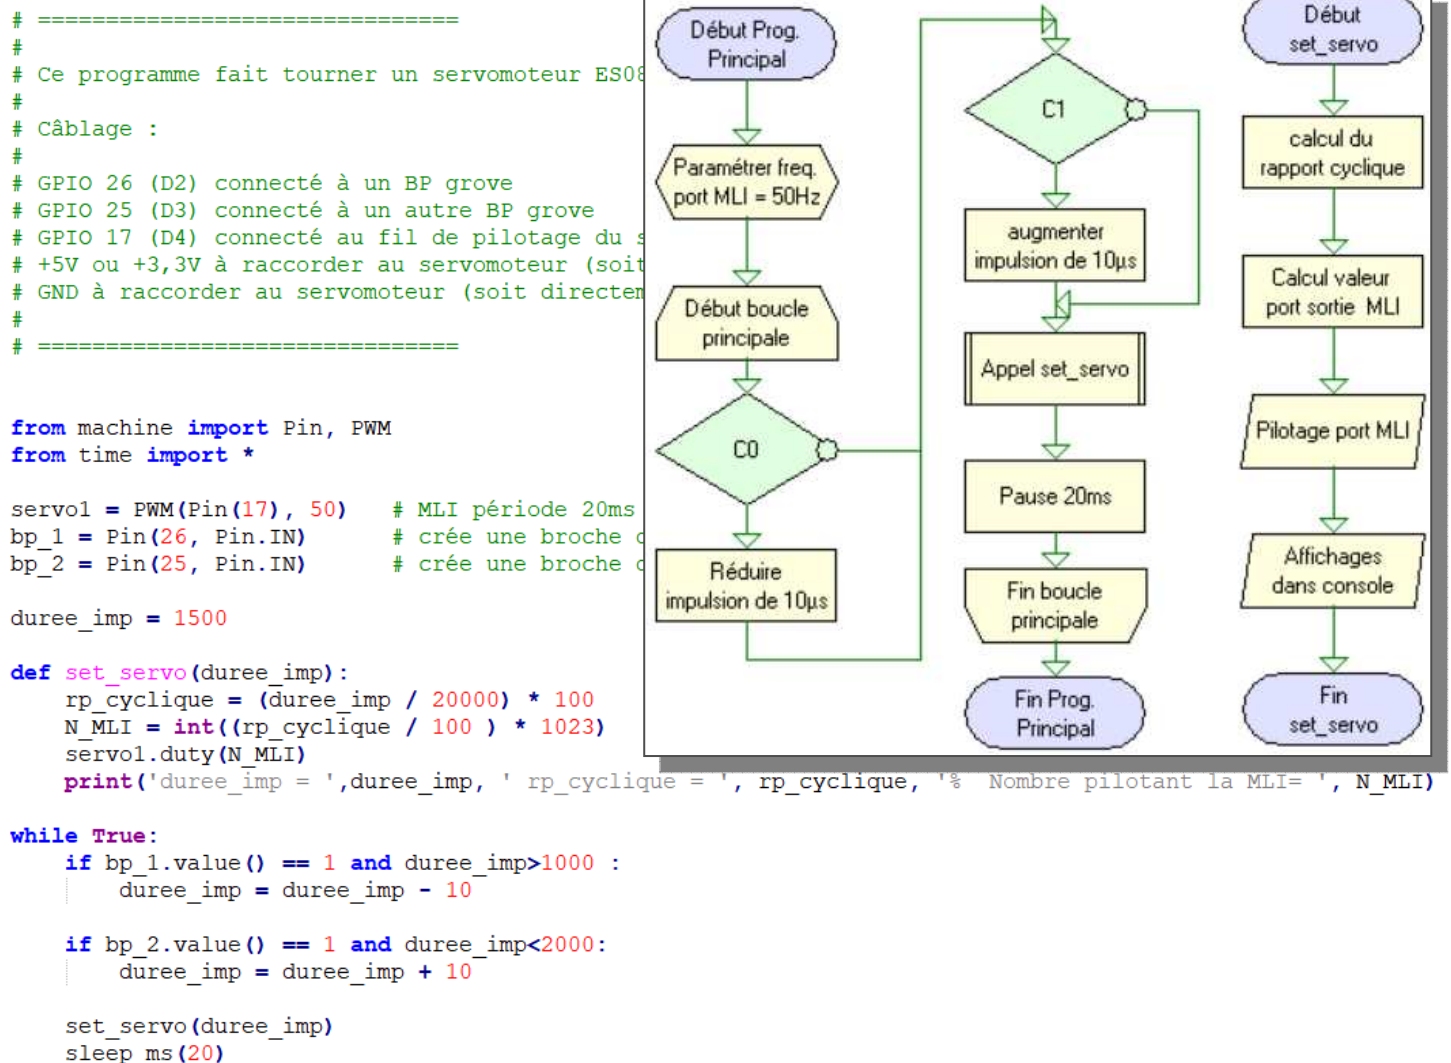 # ===============================
#
# Ce programme fait tourner un servomoteur ES08
#
# Câblage :
#
# GPIO 26 (D2) connecté à un BP grove
# GPIO 25 (D3) connecté à un autre BP grove
# GPIO 17 (D4) connecté au fil de pilotage du
# +5V ou +3,3V à raccorder au servomoteur (soit
# GND à raccorder au servomoteur (soit directem
#
# ===============================
from machine import Pin, PWM
from time import *
servo1 = PWM(Pin(17), 50) # MLI période 20ms
bp_1 = Pin(26, Pin.IN) # crée une broche
bp_2 = Pin(25, Pin.IN) # crée une broche
duree_imp = 1500
def set_servo(duree_imp):
rp_cyclique = (duree_imp / 20000) * 100
N_MLI = int((rp_cyclique / 100 ) * 1023)
servo1.duty(N_MLI)
print('duree_imp = ',duree_imp, ' rp_cyclique = ', rp_cyclique, '% Nombre pilotant la MLI= ', N_MLI)
while True:
if bp_1.value() == 1 and duree_imp>1000 :
duree_imp = duree_imp - 10
if bp_2.value() == 1 and duree_imp<2000:
duree_imp = duree_imp + 10
set_servo(duree_imp)
sleep_ms(20)
Début Prog.
Principal
Paramétrer freq.
port MLI = 50Hz
Début boucle
principale
C0
Réduire
impulsion de 10µs
C1
augmenter
impulsion de 10µs
Appel set_servo
Pause 20ms
Fin boucle
principale
Fin Prog.
Principal
Début
set_servo
calcul du
rapport cyclique
Calcul valeur
port sortie MLI
Pilotage port MLI
Affichages
dans console
Fin
set_servo